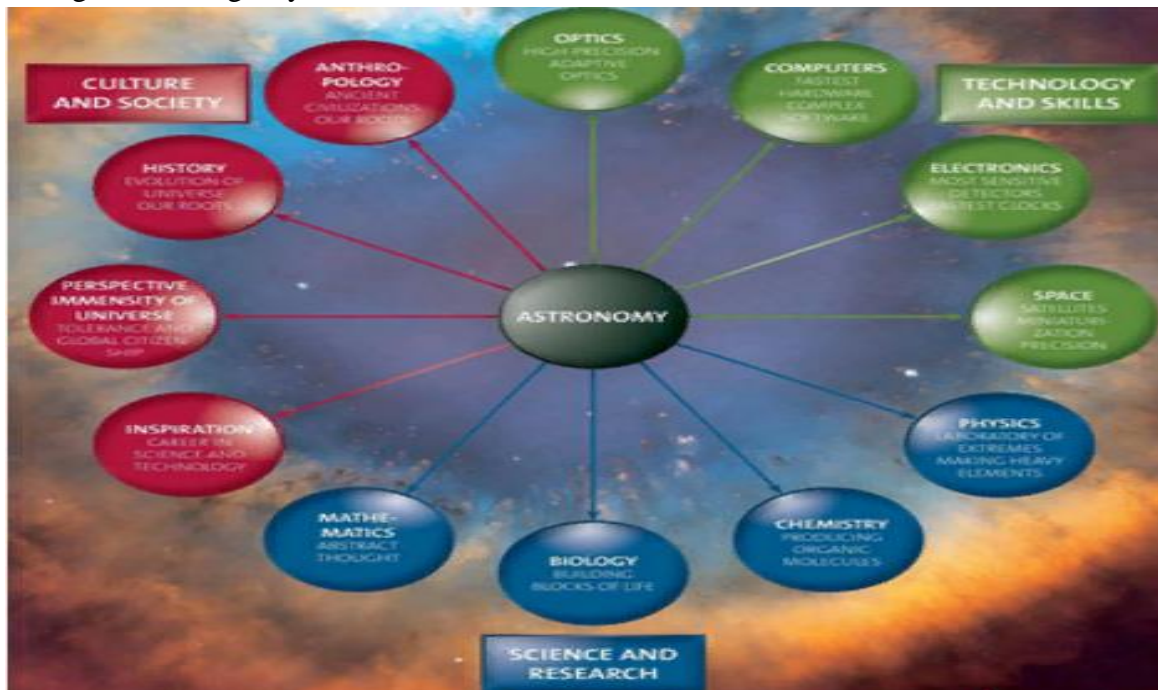 CULTURE
AND SOCIETY
ANTHRO-
POLOGY
ANCIENT
CIVILIZATIONS
OUR ROOTS
OPTICS
HIGH PRECISION
ADAPTIVE
OPTICS
COMPUTERS
FASTEST
HARDWARE
COMPLEX
SOFTWARE
TECHNOLOGY
AND SKILLS
HISTORY
EVOLUTION OF
UNIVERSE
OUR ROOTS
ELECTRONICS
MOST SENSITIVE
DETECTORS
FASTEST CLOCKS
PERSPECTIVE
IMMENSITY OF
UNIVERSE
TOLERANCE AND
GLOBAL CITIZEN-
SHIP
ASTRONOMY
SPACE
SATELLITES
MINIATUR-
IZATION
PRECISION
INSPIRATION
CAREER IN
SCIENCE AND
TECHNOLOGY
PHYSICS
LABORATORY OF
EXTREMES
MAKING HEAVY
ELEMENTS
MATHE-
MATICS
ABSTRACT
THOUGHT
BIOLOGY
BUILDING
BLOCKS OF LIFE
CHEMISTRY
PRODUCING
ORGANIC
MOLECULES
SCIENCE AND
RESEARCH